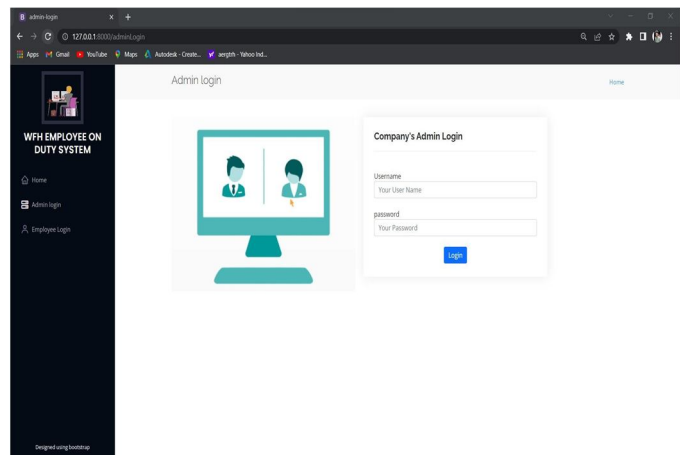 admin-login
127.0.0.1:8000/adminLogin
Apps Gmail YouTube Maps Autodesk - Create... aergtrh - Yahoo Ind...
WFH EMPLOYEE ON
DUTY SYSTEM
Home
Admin login
Employee Login
Designed using bootstrap
Admin login
Home
Company's Admin Login
Username
Your User Name
password
Your Password
Login